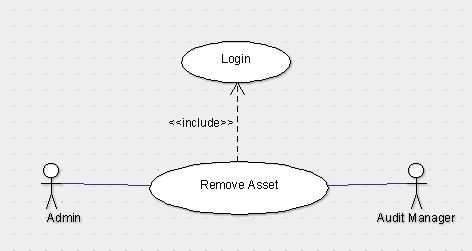 Login
<<include>>
Remove Asset
Admin
Audit Manager